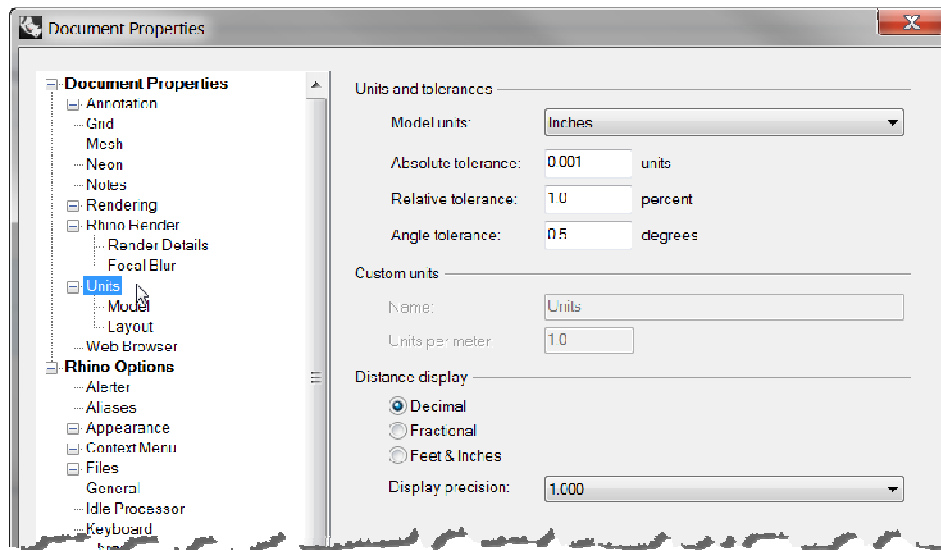 Document Properties
Document Properties
Annotation
Grid
Mesh
Neon
Notes
Rendering
Rhino Render
Render Details
Focal Blur
Units
Model
Layout
Web Browser
Rhino Options
Alerter
Aliases
Appearance
Context Menu
Files
General
Idle Processor
Keyboard
Units and tolerances
Model units: Inches
Absolute tolerance: 0.001 units
Relative tolerance: 1.0 percent
Angle tolerance: 0.5 degrees
Custom units
Name: Units
Units per meter 1.0
Distance display
Decimal
Fractional
Feet & Inches
Display precision: 1.000